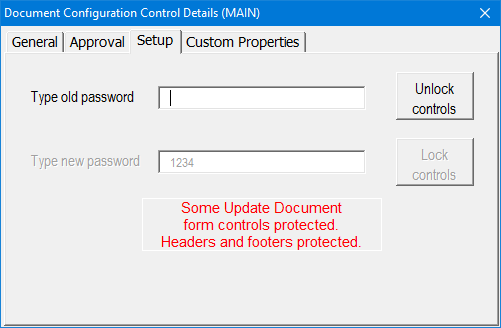 Document Configuration Control Details (MAIN)
General Approval Setup Custom Properties
Type old password
Unlock
controls
Type new password 1234
Lock
controls
Some Update Document
form controls protected.
Headers and footers protected.